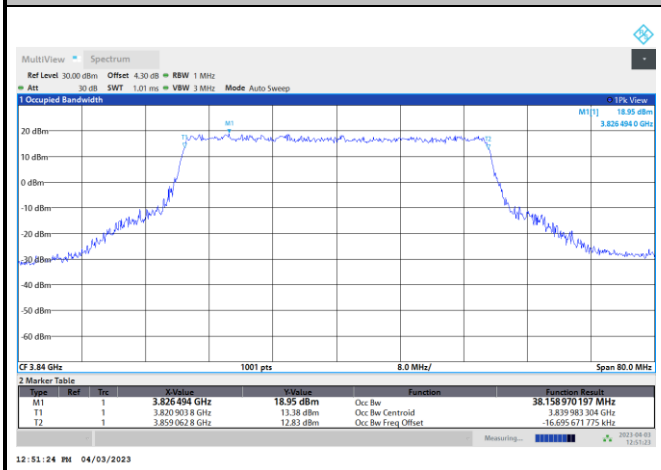 MultiView Spectrum
Ref Level 30.00 dBm Offset 4.30 dB RBW 1 MHz
Att 30 dB SWT 1.01 ms VBW 3 MHz Mode Auto Sweep
1 Occupied Bandwidth 1Pk View
M1[1] 18.95 dBm
3.826 494 0 GHz
M1
20 dBm
T1
T2
10 dBm
0 dBm
-10 dBm
-20 dBm
-30 dBm
-40 dBm
-50 dBm
-60 dBm
CF 3.84 GHz 1001 pts 8.0 MHz/ Span 80.0 MHz
2 Marker Table
Type Ref Trc X-Value Y-Value Function Function Result
M1 1 3.826 494 GHz 18.95 dBm Occ Bw 38.158 970 197 MHz
T1 1 3.820 903 8 GHz 13.38 dBm Occ Bw Centroid 3.839 983 304 GHz
T2 1 3.859 062 8 GHz 12.83 dBm Occ Bw Freq Offset -16.695 671 775 kHz
Measuring... 2023-04-03
12:51:23
12:51:24 PM 04/03/2023